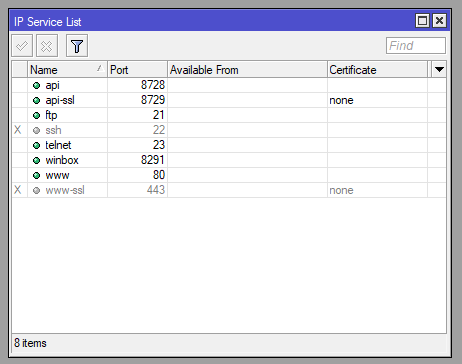 IP Service List
Find
Name Port Available From Certificate
api 8728
api-ssl 8729 none
ftp 21
X ssh 22
telnet 23
winbox 8291
www 80
X www-ssl 443 none
8 items